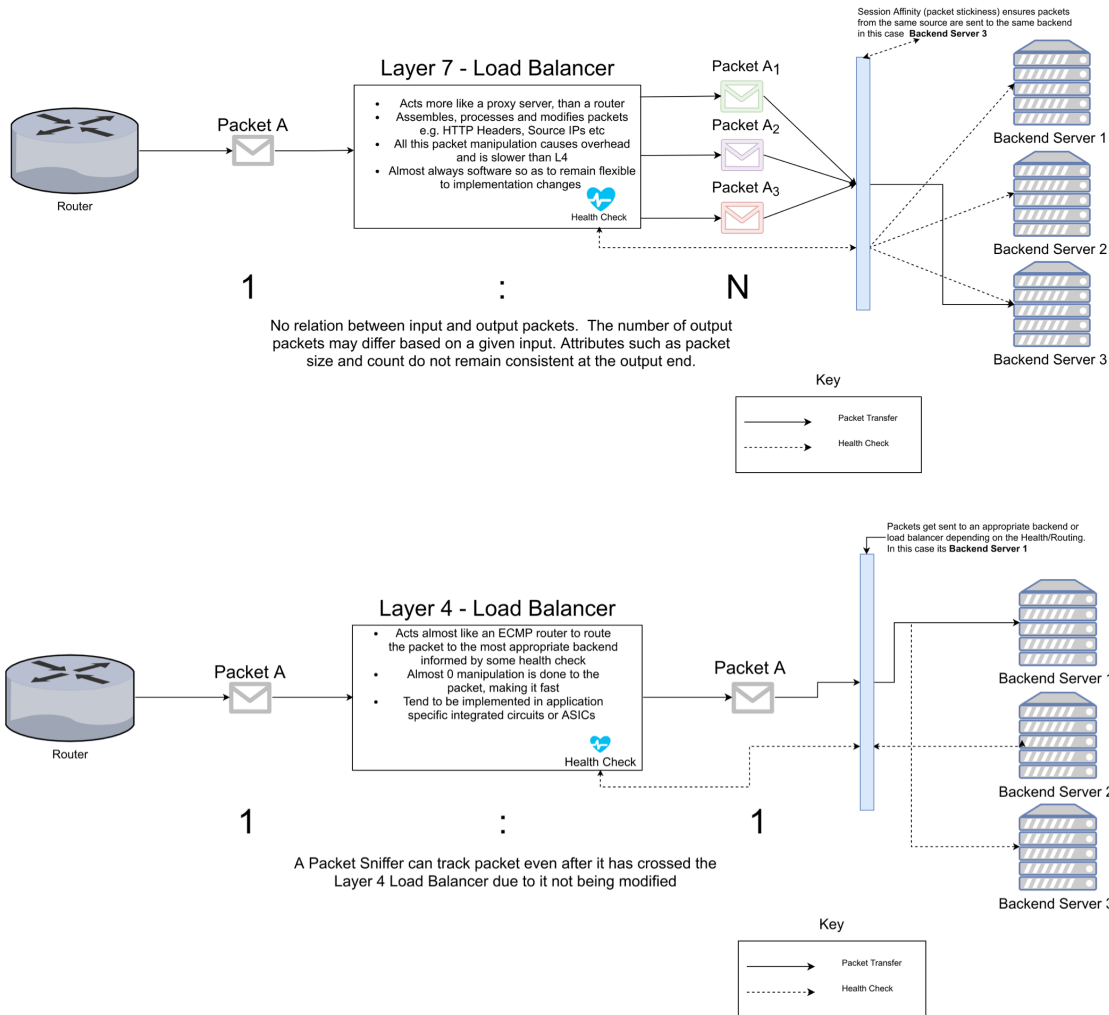 Session Affinity (packet stickiness) ensures packets
from the same source are sent to the same backend
in this case Backend Server 3
Layer 7 - Load Balancer
Packet A
Router
• Acts more like a proxy server, than a router
• Assembles, processes and modifies packets
e.g. HTTP Headers, Source IPs etc
• All this packet manipulation causes overhead
and is slower than L4
• Almost always software so as to remain flexible
to implementation changes
Health Check
Packet A1
Packet A2
Packet A3
Backend Server 1
Backend Server 2
Backend Server 3
1 : N
No relation between input and output packets. The number of output
packets may differ based on a given input. Attributes such as packet
size and count do not remain consistent at the output end.
Key
Packet Transfer
Health Check
Packets get sent to an appropriate backend or
load balancer depending on the Health/Routing.
In this case its Backend Server 1
Layer 4 - Load Balancer
Packet A
Router
• Acts almost like an ECMP router to route
the packet to the most appropriate backend
informed by some health check
• Almost 0 manipulation is done to the
packet, making it fast
• Tend to be implemented in application
specific integrated circuits or ASICs
Health Check
Packet A
Backend Server 1
Backend Server 2
Backend Server 3
1 : 1
A Packet Sniffer can track packet even after it has crossed the
Layer 4 Load Balancer due to it not being modified
Key
Packet Transfer
Health Check